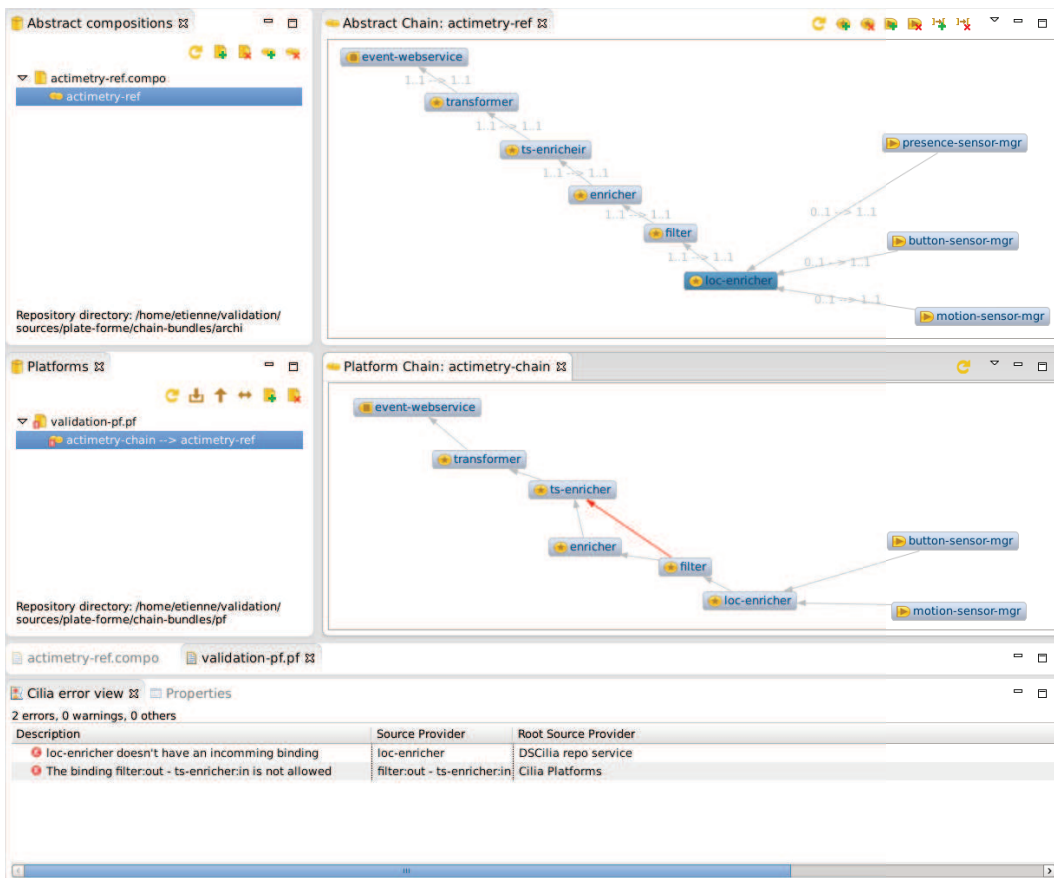 Abstract compositions
actimetry-ref.compo
actimetry-ref
Repository directory: /home/etienne/validation/
sources/plate-forme/chain-bundles/archi
Abstract Chain: actimetry-ref
event-webservice
1..1 --> 1..1
transformer
1..1 --> 1..1
ts-enricheir
1..1 --> 1..1
enricher
1..1 --> 1..1
filter
1..1 --> 1..1
loc-enricher
presence-sensor-mgr
0..1 --> 1..1
button-sensor-mgr
0..1 --> 1..1
0..1 --> 1..1
motion-sensor-mgr
Platforms
validation-pf.pf
actimetry-chain --> actimetry-ref
Repository directory: /home/etienne/validation/
sources/plate-forme/chain-bundles/pf
Platform Chain: actimetry-chain
event-webservice
transformer
ts-enricher
enricher
filter
loc-enricher
button-sensor-mgr
motion-sensor-mgr
actimetry-ref.compo validation-pf.pf
Cilia error view Properties
2 errors, 0 warnings, 0 others
Description Source Provider Root Source Provider
loc-enricher doesn't have an incomming binding loc-enricher DSCilia repo service
The binding filter:out - ts-enricher:in is not allowed filter:out - ts-enricher:in Cilia Platforms